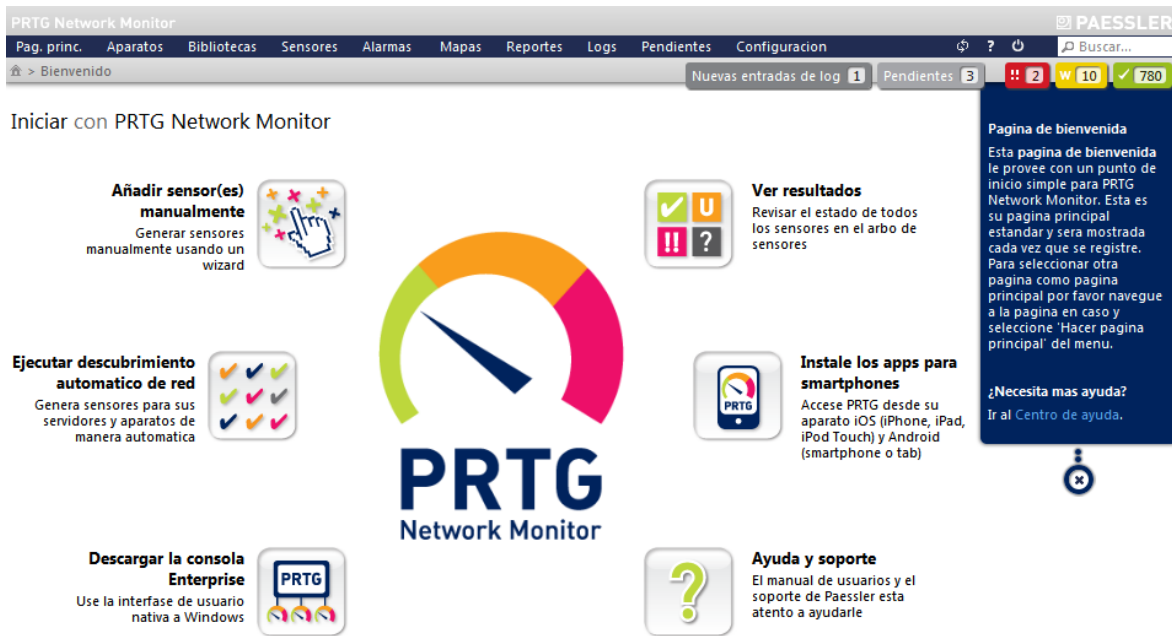 PRTG Network Monitor
PAESSLER
Pag. princ. Aparatos Bibliotecas Sensores Alarmas Mapas Reportes Logs Pendientes Configuracion ? Buscar...
> Bienvenido
Nuevas entradas de log 1 Pendientes 3 !! 2 W 10 ✓ 780
Iniciar con PRTG Network Monitor
Añadir sensor(es)
manualmente
Generar sensores
manualmente usando un
wizard
U
!! ?
Ver resultados
Revisar el estado de todos
los sensores en el arbo de
sensores
Ejecutar descubrimiento
automatico de red
Genera sensores para sus
servidores y aparatos de
manera automatica
PRTG
Instale los apps para
smartphones
Accese PRTG desde su
aparato iOS (iPhone, iPad,
iPod Touch) y Android
(smartphone o tab)
PRTG
Network Monitor
Descargar la consola
Enterprise
Use la interfase de usuario
nativa a Windows
PRTG
?
Ayuda y soporte
El manual de usuarios y el
soporte de Paessler esta
atento a ayudarle
Pagina de bienvenida
Esta pagina de bienvenida
le provee con un punto de
inicio simple para PRTG
Network Monitor. Esta es
su pagina principal
estandar y sera mostrada
cada vez que se registre.
Para seleccionar otra
pagina como pagina
principal por favor navegue
a la pagina en caso y
seleccione 'Hacer pagina
principal' del menu.
¿Necesita mas ayuda?
Ir al Centro de ayuda.